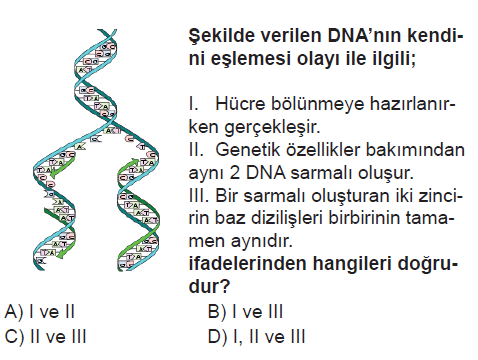 Şekilde verilen DNA’nın kendi-
ni eşlemesi olayı ile ilgili;
I. Hücre bölünmeye hazırlanır-
ken gerçekleşir.
II. Genetik özellikler bakımından
aynı 2 DNA sarmalı oluşur.
III. Bir sarmalı oluşturan iki zinci-
rin baz dizilişleri birbirinin tama-
men aynıdır.
ifadelerinden hangileri doğru-
dur?
A) I ve II B) I ve III
C) II ve III D) I, II ve III